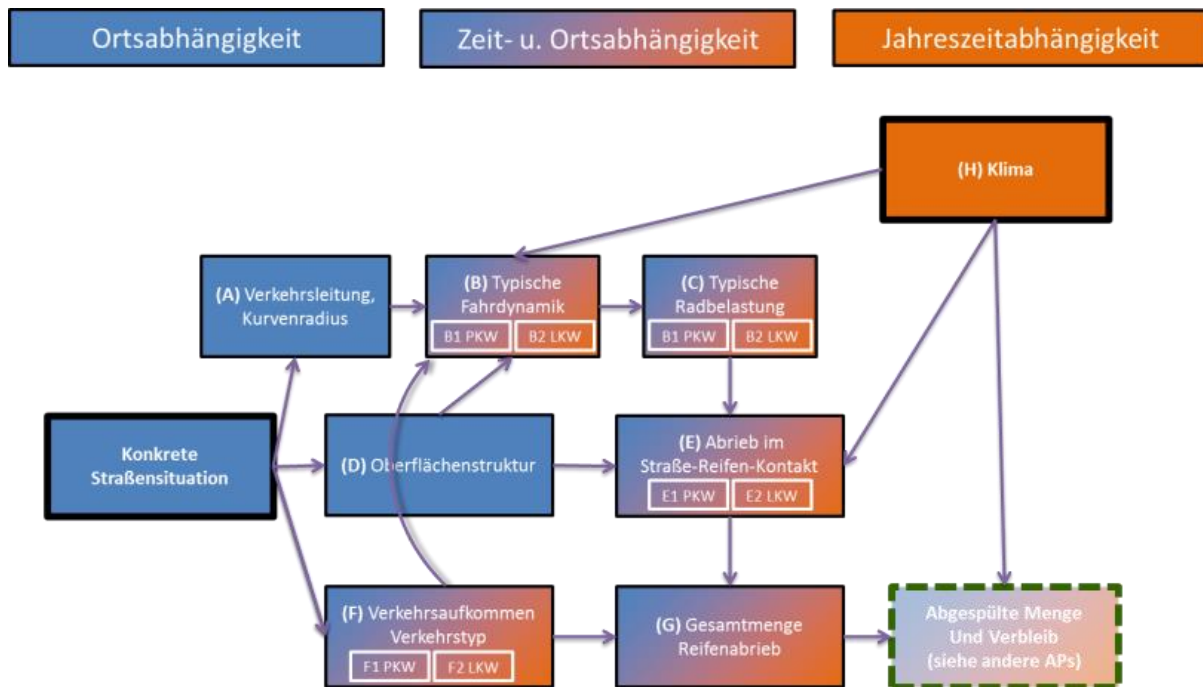 Ortsabhängigkeit
Zeit- u. Ortsabhängigkeit
Jahreszeitabhängigkeit
(H) Klima
(A) Verkehrsleitung,
Kurvenradius
(B) Typische
Fahrdynamik
B1 PKW
B2 LKW
(C) Typische
Radbelastung
B1 PKW
B2 LKW
Konkrete
Straßensituation
(D) Oberflächenstruktur
(E) Abrieb im
Straße-Reifen-Kontakt
E1 PKW
E2 LKW
(F) Verkehrsaufkommen
Verkehrstyp
F1 PKW
F2 LKW
(G) Gesamtmenge
Reifenabrieb
Abgespülte Menge
Und Verbleib
(siehe andere APs)